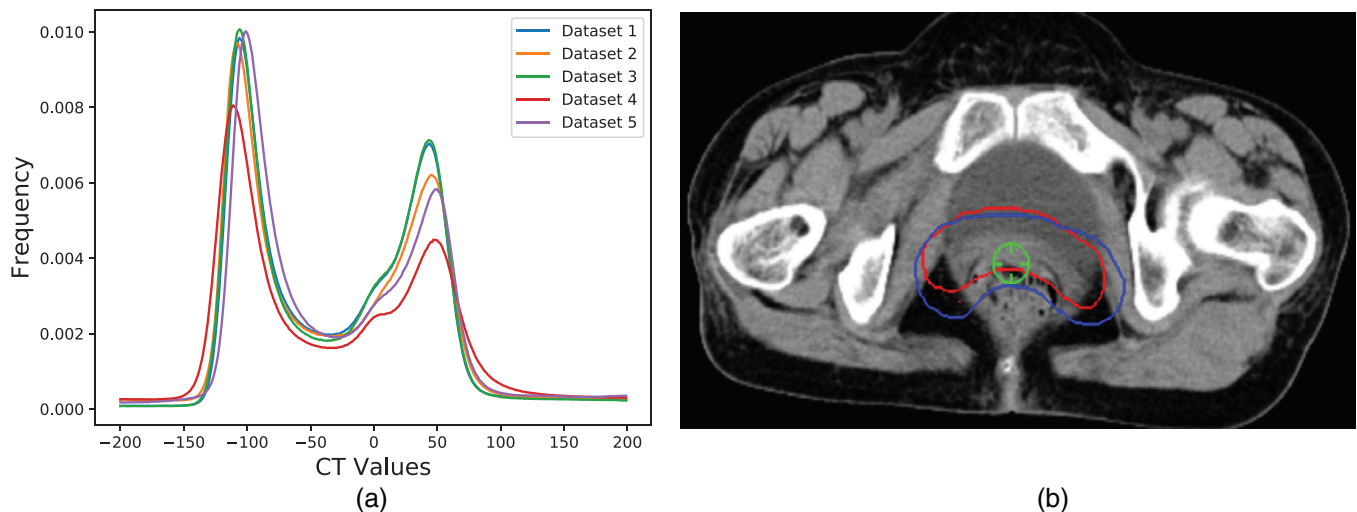 0.010
0.008
0.006
0.004
0.002
0.000
Frequency
Dataset 1
Dataset 2
Dataset 3
Dataset 4
Dataset 5
−200 −150 −100 −50 0 50 100 150 200
CT Values
(a) (b)